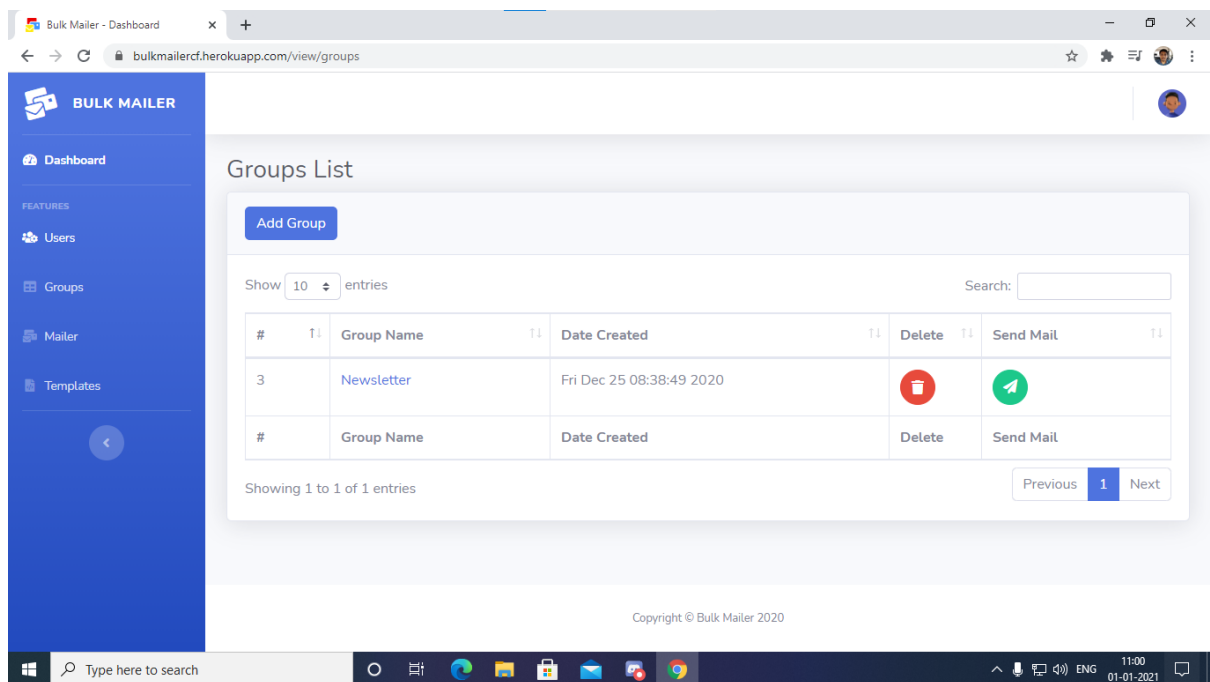 Bulk Mailer - Dashboard
bulkmailercf.herokuapp.com/view/groups
BULK MAILER
Dashboard
FEATURES
Users
Groups
Mailer
Templates
Groups List
Add Group
Show 10 entries
Search:
# Group Name Date Created Delete Send Mail
3 Newsletter Fri Dec 25 08:38:49 2020
# Group Name Date Created Delete Send Mail
Showing 1 to 1 of 1 entries
Previous 1 Next
Copyright © Bulk Mailer 2020
Type here to search
ENG
11:00
01-01-2021